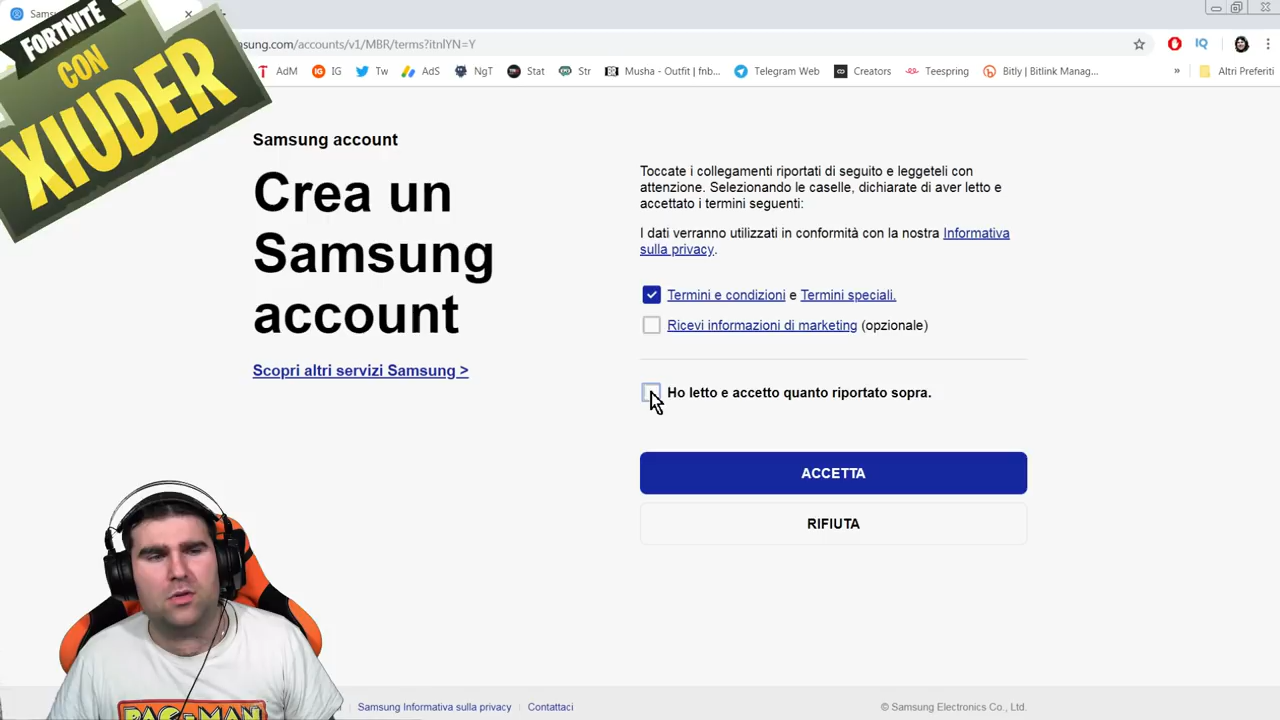 Sams
FORTNITE
CON
XIUDER
sung.com/accounts/v1/MBR/terms?itnlYN=Y
IQ
AdM
IG
Tw
AdS
NgT
Stat
Str
Musha - Outfit | fnb...
Telegram Web
Creators
Teespring
Bitly | Bitlink Manag...
»
Altri Preferiti
Samsung account
Crea un
Samsung
account
Scopri altri servizi Samsung >
Toccate i collegamenti riportati di seguito e leggeteli con
attenzione. Selezionando le caselle, dichiarate di aver letto e
accettato i termini seguenti:
I dati verranno utilizzati in conformità con la nostra Informativa
sulla privacy.
Termini e condizioni e Termini speciali.
Ricevi informazioni di marketing (opzionale)
Ho letto e accetto quanto riportato sopra.
ACCETTA
RIFIUTA
PAC-MAN
Samsung Informativa sulla privacy
Contattaci
© Samsung Electronics Co., Ltd.